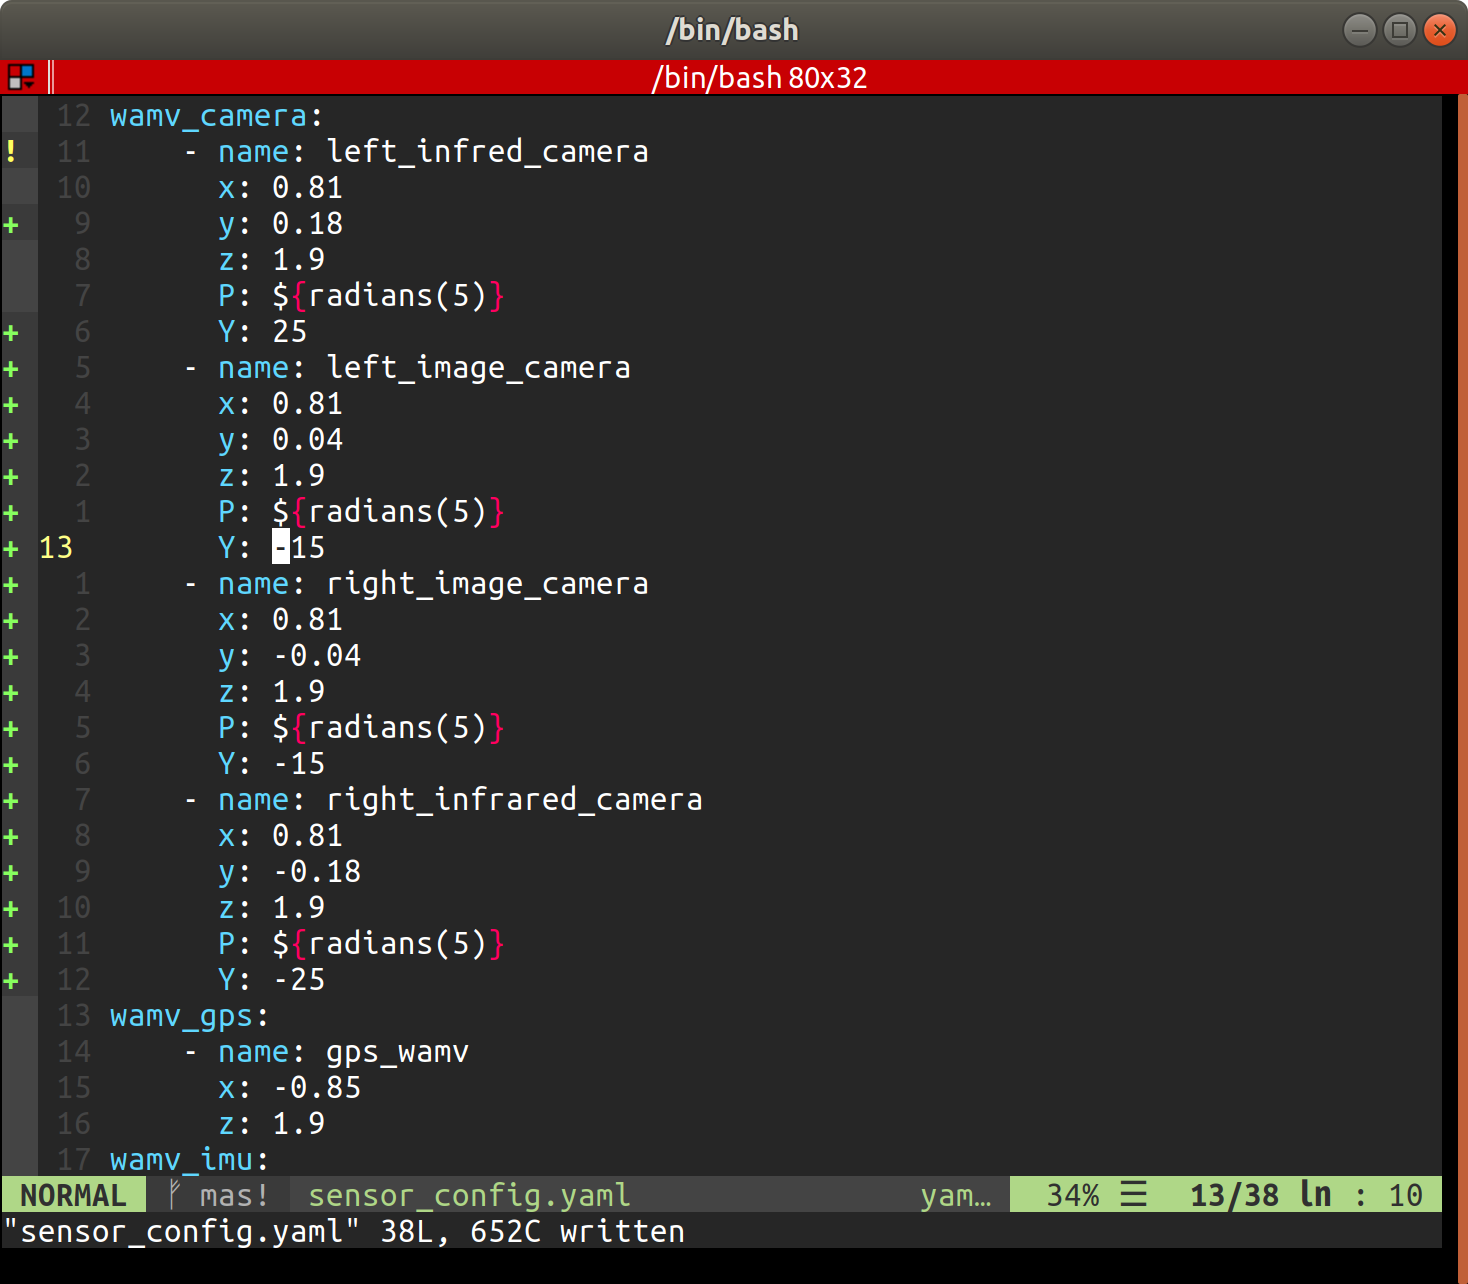 /bin/bash
/bin/bash 80x32
12 wamv_camera:
! 11 - name: left_infred_camera
10 x: 0.81
+ 9 y: 0.18
8 z: 1.9
7 P: ${radians(5)}
+ 6 Y: 25
+ 5 - name: left_image_camera
+ 4 x: 0.81
+ 3 y: 0.04
+ 2 z: 1.9
+ 1 P: ${radians(5)}
+ 13 Y: -15
+ 1 - name: right_image_camera
+ 2 x: 0.81
+ 3 y: -0.04
+ 4 z: 1.9
+ 5 P: ${radians(5)}
+ 6 Y: -15
+ 7 - name: right_infrared_camera
+ 8 x: 0.81
+ 9 y: -0.18
+ 10 z: 1.9
+ 11 P: ${radians(5)}
+ 12 Y: -25
13 wamv_gps:
14 - name: gps_wamv
15 x: -0.85
16 z: 1.9
17 wamv_imu:
NORMAL ᚠ mas! sensor_config.yaml yam… 34% ☰ 13/38 ln : 10
"sensor_config.yaml" 38L, 652C written